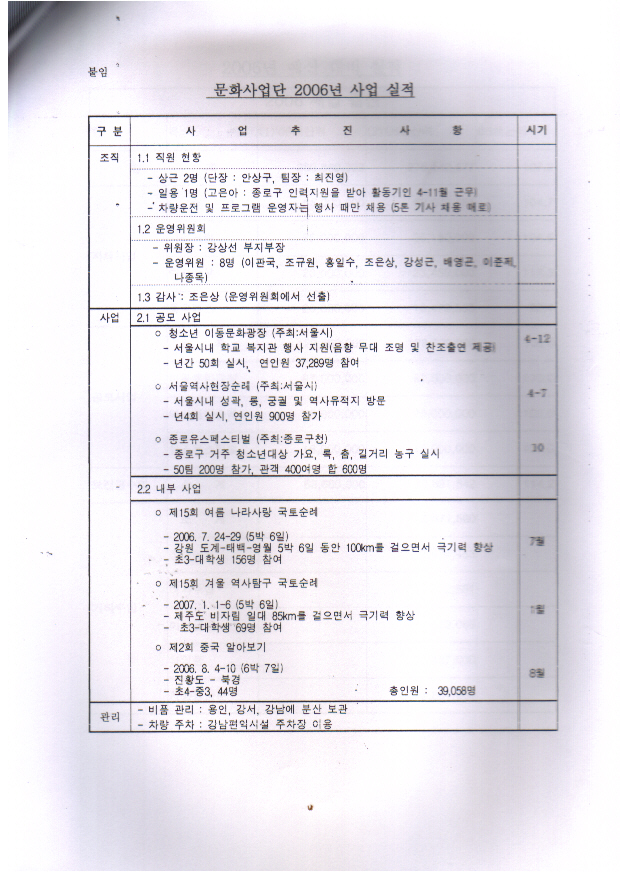 붙임
문화사업단 2006년 사업 실적
구 분 사 업 추 진 사 항 시기
조직 1.1 직원 현항
- 상근 2명 (단장 : 안상구, 팀장 : 최진영)
- 일용 1명 (고은아 : 종로구 인력지원을 받아 활동기인 4-11월 근무)
- 차량운전 및 프로그램 운영자는 행사 때만 채용 (5톤 기사 채용 애로)
1.2 운영위원회
- 위원장 : 강상선 부지부장
- 운영위원 : 8명 (이관국, 조규원, 홍일수, 조은상, 강성근, 배영곤, 이준제,
나종목)
1.3 감사 : 조은상 (운영위원회에서 선출)
사업 2.1 공모 사업
○ 청소년 이동문화광장 (주최:서울시) 4-12
- 서울시내 학교 복지관 행사 지원(음향 무대 조명 및 찬조출연 제공)
- 년간 50회 실시, 연인원 37,289명 참여
○ 서울역사현장순례 (주최:서울시) 4-7
- 서울시내 성곽, 릉, 궁궐 및 역사유적지 방문
- 년4회 실시, 연인원 900명 참가
○ 종로유스페스티벌 (주최:종로구청) 10
- 종로구 거주 청소년대상 가요, 록, 춤, 길거리 농구 실시
- 50팀 200명 참가, 관객 400여명 합 600명
2.2 내부 사업
○ 제15회 여름 나라사랑 국토순례
- 2006. 7. 24-29 (5박 6일)
- 강원 도계-태백-영월 5박 6일 동안 100km를 걸으면서 극기력 향상 7월
- 초3-대학생 156명 참여
○ 제15회 겨울 역사탐구 국토순례
- 2007. 1. 1-6 (5박 6일) 1월
- 제주도 비자림 일대 85km를 걸으면서 극기력 향상
- 초3-대학생 69명 참여
○ 제2회 중국 알아보기
- 2006. 8. 4-10 (6박 7일) 8월
- 진황도 - 북경
- 초4-중3, 44명 총인원 : 39,058명
관리 - 비품 관리 : 용인, 강서, 강남에 분산 보관
- 차량 주차 : 강남편익시설 주차장 이용